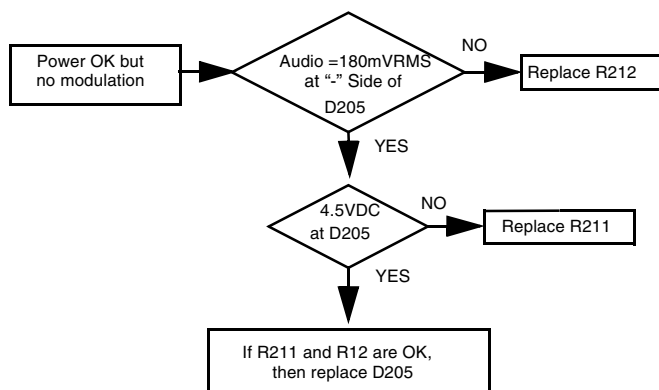 Power OK but
no modulation
Audio =180mVRMS
at “-” Side of
D205
NO
Replace R212
YES
4.5VDC
at D205
NO
Replace R211
YES
If R211 and R12 are OK,
then replace D205